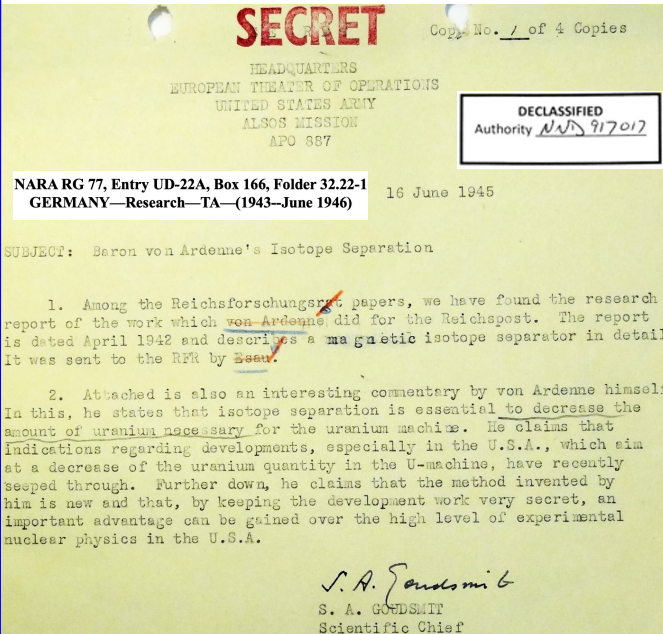 SECRET
Copy No. 1 of 4 Copies
HEADQUARTERS
EUROPEAN THEATER OF OPERATIONS
UNITED STATES ARMY
ALSOS MISSION
APO 887
DECLASSIFIED
Authority NND 917017
NARA RG 77, Entry UD-22A, Box 166, Folder 32.22-1
GERMANY—Research—TA—(1943--June 1946)
16 June 1945
SUBJECT: Baron von Ardenne's Isotope Separation
1. Among the Reichsforschungsrat papers, we have found the research
report of the work which von Ardenne did for the Reichspost. The report
is dated April 1942 and describes a magnetic isotope separator in detail
It was sent to the RFR by Esau.
2. Attached is also an interesting commentary by von Ardenne himself
In this, he states that isotope separation is essential to decrease the
amount of uranium necessary for the uranium machine. He claims that
indications regarding developments, especially in the U.S.A., which aim
at a decrease of the uranium quantity in the U-machine, have recently
seeped through. Further down, he claims that the method invented by
him is new and that, by keeping the development work very secret, an
important advantage can be gained over the high level of experimental
nuclear physics in the U.S.A.
S. A. Goudsmit
S. A. GOUDSMIT
Scientific Chief